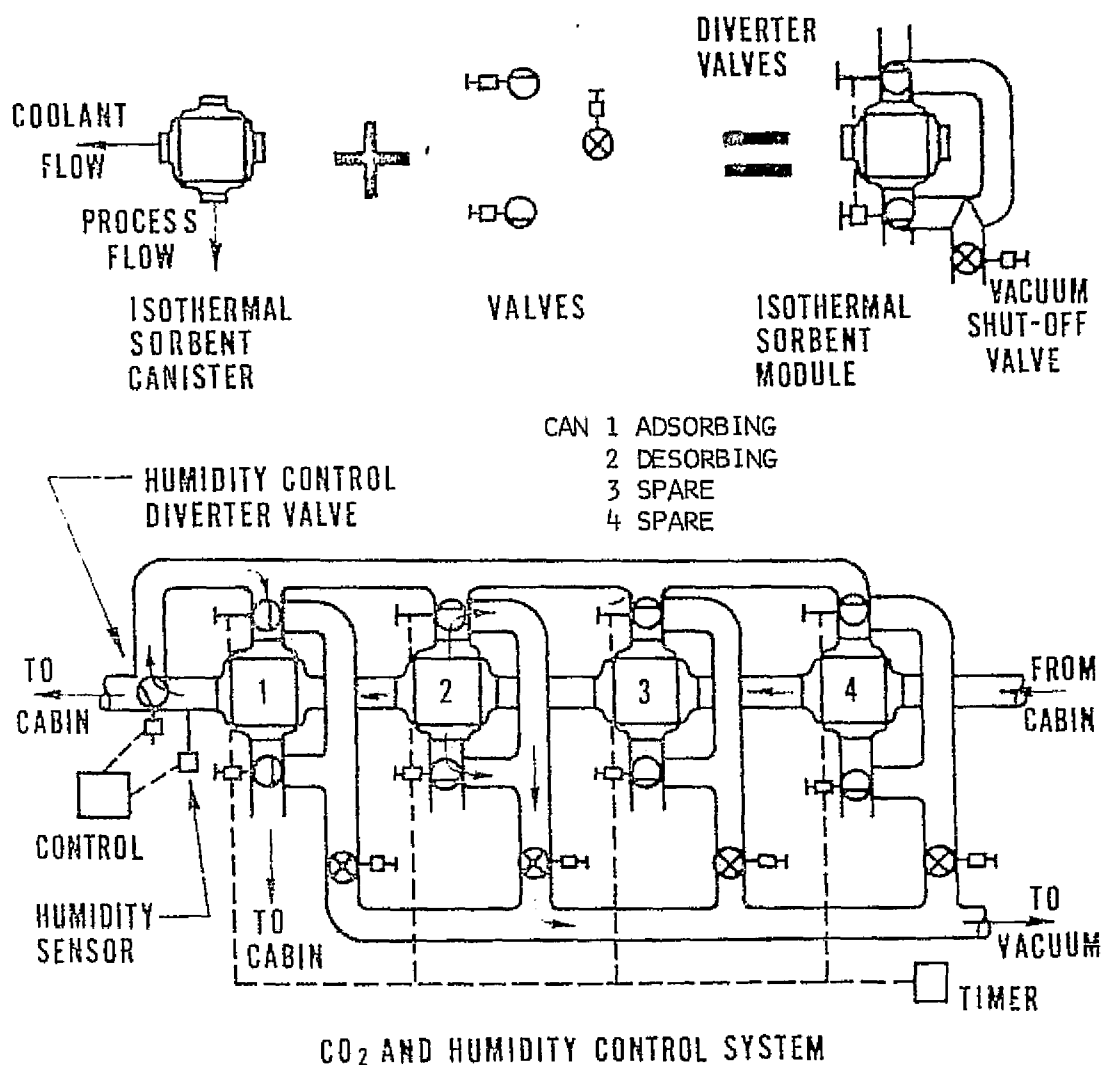 DIVERTER
VALVES
COOLANT
FLOW
PROCESS
FLOW
ISOTHERMAL
SORBENT
CANISTER
VALVES
ISOTHERMAL
SORBENT
MODULE
VACUUM
SHUT-OFF
VALVE
CAN 1 ADSORBING
2 DESORBING
3 SPARE
4 SPARE
HUMIDITY CONTROL
DIVERTER VALVE
TO
CABIN
1
2
3
4
FROM
CABIN
CONTROL
HUMIDITY
SENSOR
TO
CABIN
TO
VACUUM
TIMER
CO2 AND HUMIDITY CONTROL SYSTEM